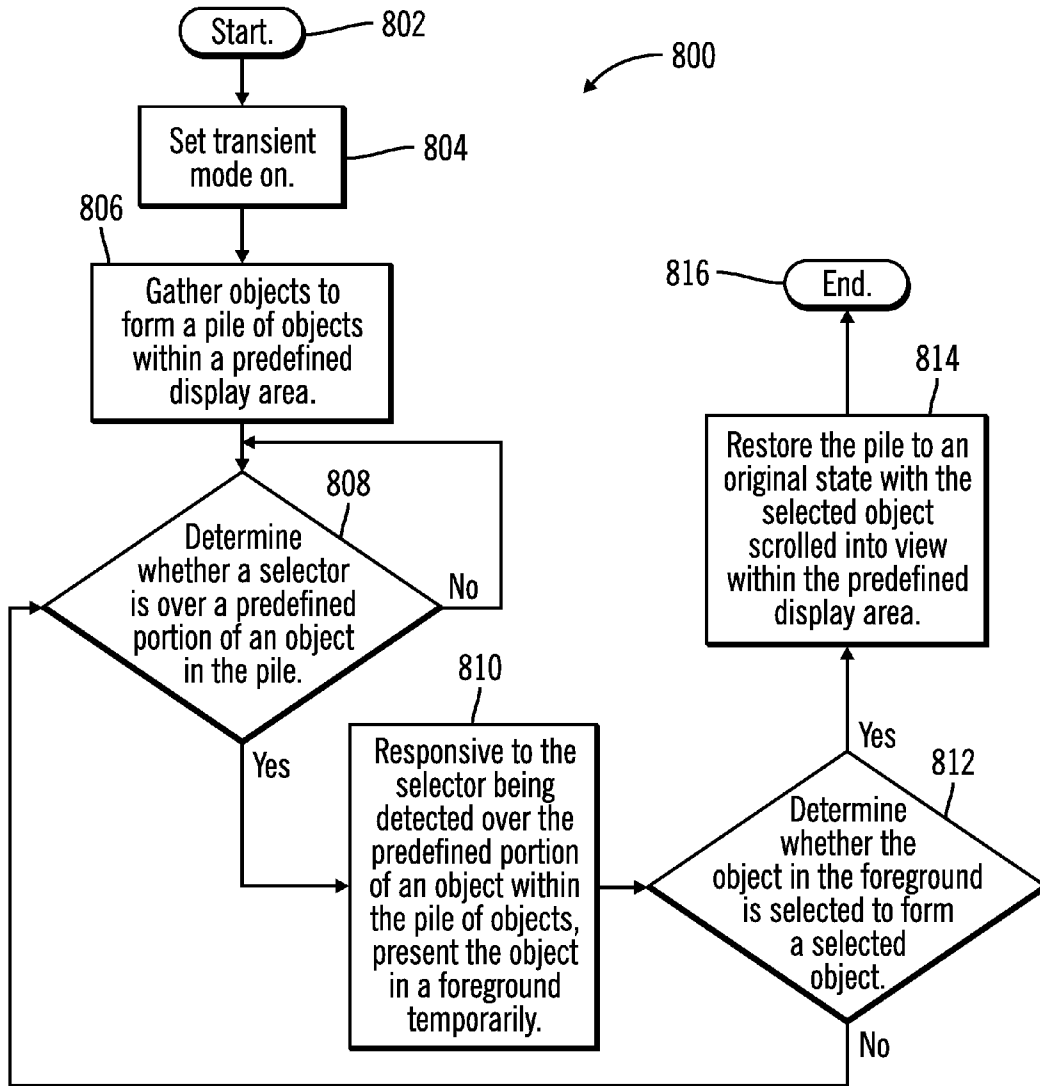 Start.
802
800
Set transient
mode on.
804
806
Gather objects to
form a pile of objects
within a predefined
display area.
808
Determine
whether a selector
is over a predefined
portion of an object
in the pile.
No
Yes
810
Responsive to the
selector being
detected over the
predefined portion
of an object within
the pile of objects,
present the object
in a foreground
temporarily.
812
Determine
whether the
object in the foreground
is selected to form
a selected
object.
Yes
No
814
Restore the pile to an
original state with the
selected object
scrolled into view
within the predefined
display area.
816
End.